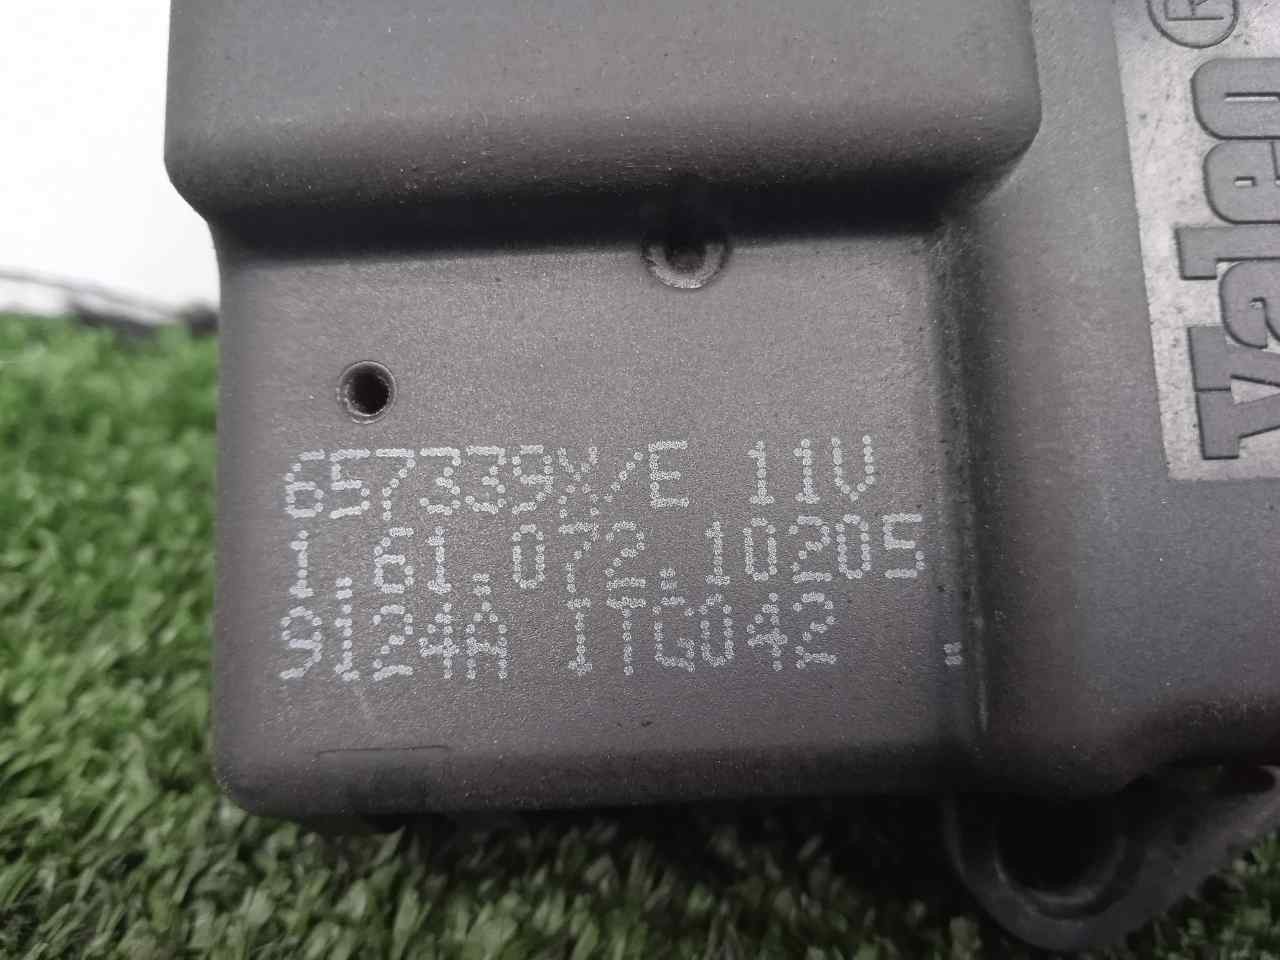 657339X/E 11V
1.61.072.10205
9124A ITG042
Valeo®